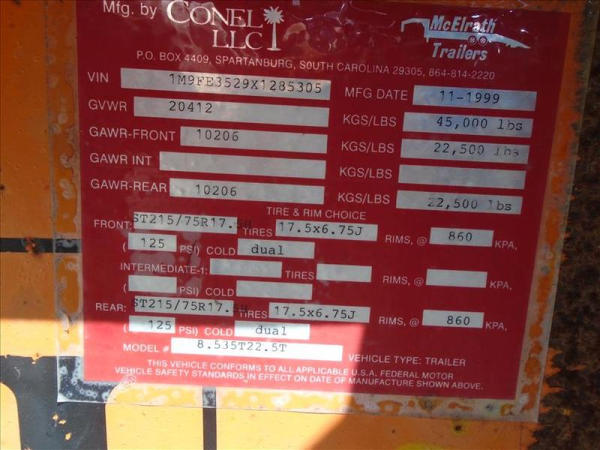 Mfg. by CONEL LLC
McElrath Trailers
P.O. BOX 4409, SPARTANBURG, SOUTH CAROLINA 29305, 864-814-2220
VIN 1M9FE3529X1285305 MFG DATE 11-1999
GVWR 20412 KGS/LBS 45,000 lbs
GAWR-FRONT 10206 KGS/LBS 22,500 lbs
GAWR INT KGS/LBS
GAWR-REAR 10206 KGS/LBS 22,500 lbs
TIRE & RIM CHOICE
FRONT: ST215/75R17. TIRES 17.5x6.75J RIMS, @ 860 KPA,
( 125 PSI) COLD dual
INTERMEDIATE-1: TIRES RIMS, @ KPA,
( PSI) COLD
REAR: ST215/75R17. TIRES 17.5x6.75J RIMS, @ 860 KPA,
( 125 PSI) COLD dual
MODEL # 8.535T22.5T VEHICLE TYPE: TRAILER
THIS VEHICLE CONFORMS TO ALL APPLICABLE U.S.A. FEDERAL MOTOR
VEHICLE SAFETY STANDARDS IN EFFECT ON DATE OF MANUFACTURE SHOWN ABOVE.